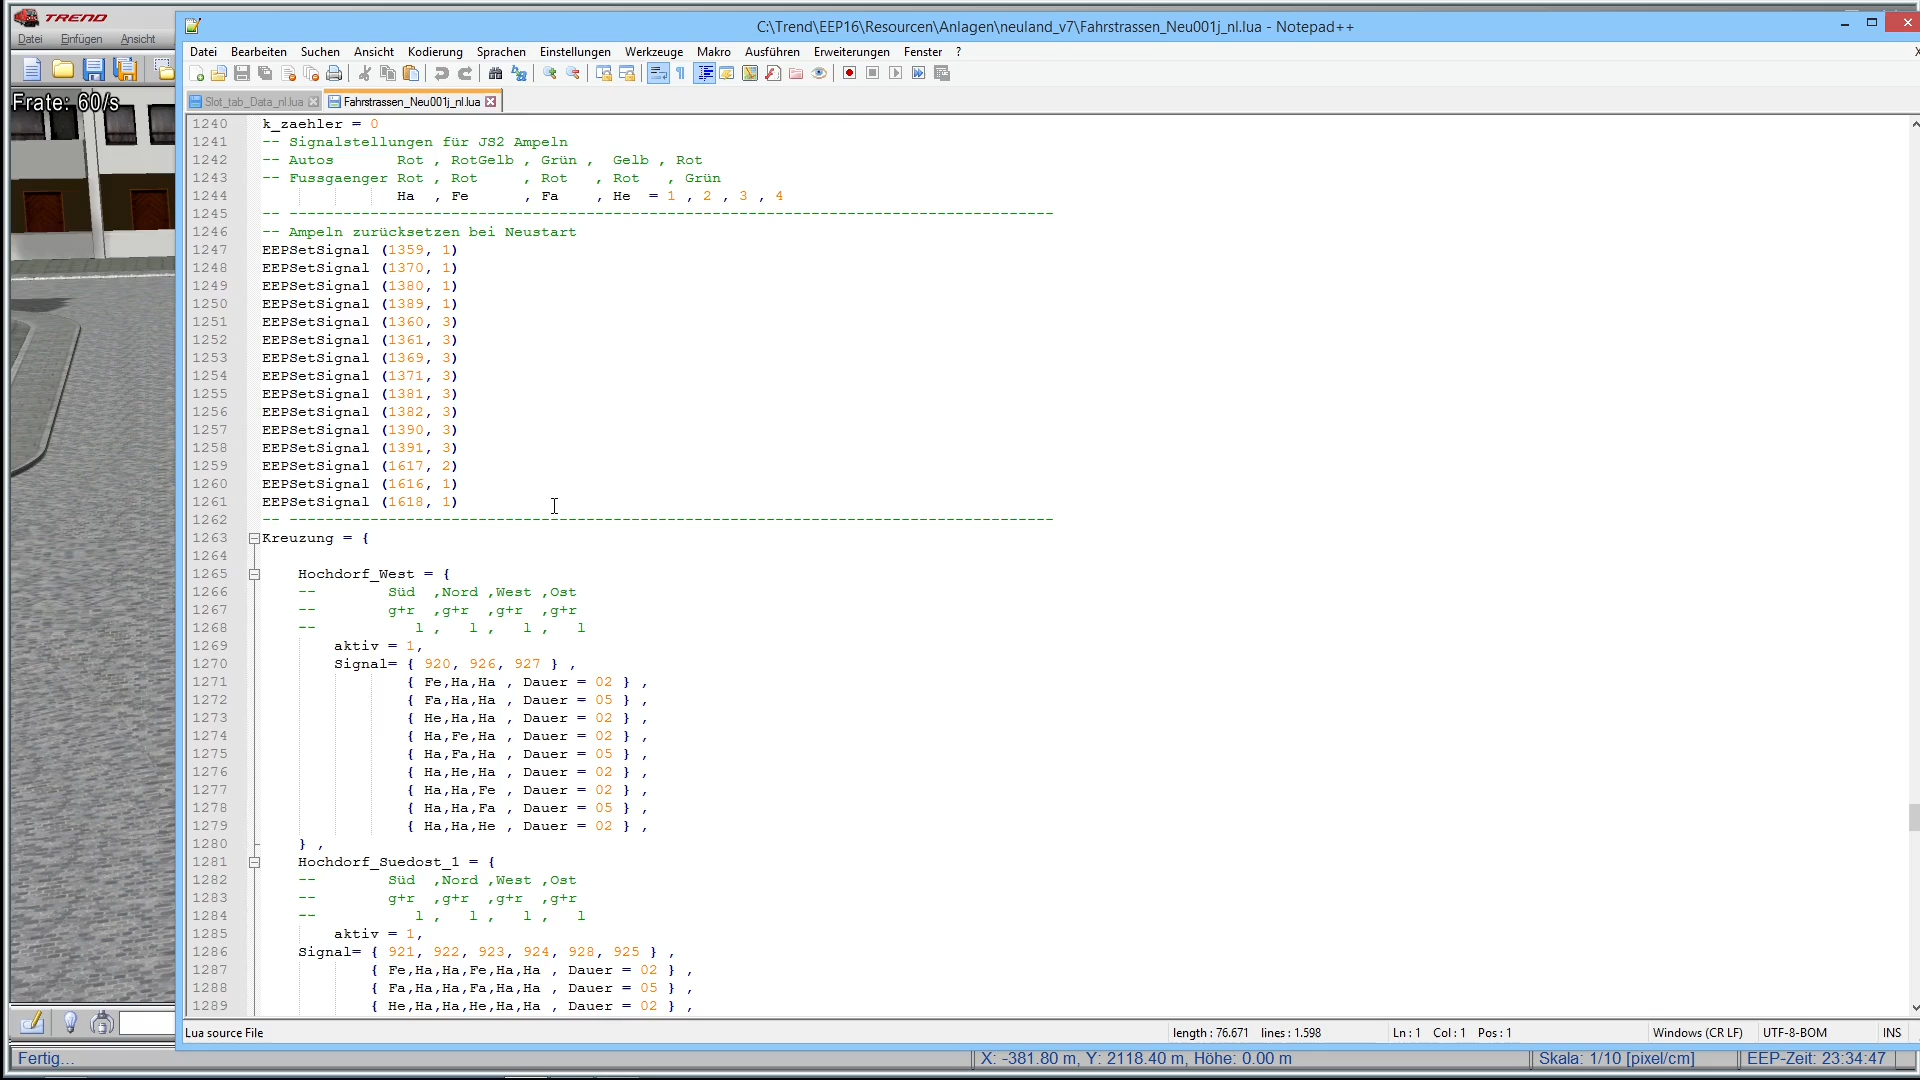 TREND
Datei Einfügen Ansicht
Frate: 60/s
C:\Trend\EEP16\Resourcen\Anlagen\neuland_v7\Fahrstrassen_Neu001j_nl.lua - Notepad++
Datei Bearbeiten Suchen Ansicht Kodierung Sprachen Einstellungen Werkzeuge Makro Ausführen Erweiterungen Fenster ?
Slot_tab_Data_nl.lua Fahrstrassen_Neu001j_nl.lua
1240 k_zaehler = 0
1241 -- Signalstellungen für JS2 Ampeln
1242 -- Autos Rot , RotGelb , Grün , Gelb , Rot
1243 -- Fussgaenger Rot , Rot , Rot , Rot , Grün
1244 Ha , Fe , Fa , He = 1 , 2 , 3 , 4
1245 -- -------------------------------------------------------------------------------------
1246 -- Ampeln zurücksetzen bei Neustart
1247 EEPSetSignal (1359, 1)
1248 EEPSetSignal (1370, 1)
1249 EEPSetSignal (1380, 1)
1250 EEPSetSignal (1389, 1)
1251 EEPSetSignal (1360, 3)
1252 EEPSetSignal (1361, 3)
1253 EEPSetSignal (1369, 3)
1254 EEPSetSignal (1371, 3)
1255 EEPSetSignal (1381, 3)
1256 EEPSetSignal (1382, 3)
1257 EEPSetSignal (1390, 3)
1258 EEPSetSignal (1391, 3)
1259 EEPSetSignal (1617, 2)
1260 EEPSetSignal (1616, 1)
1261 EEPSetSignal (1618, 1)
1262 -- -------------------------------------------------------------------------------------
1263 Kreuzung = {
1264
1265 Hochdorf_West = {
1266 -- Süd ,Nord ,West ,Ost
1267 -- g+r ,g+r ,g+r ,g+r
1268 -- l , l , l , l
1269 aktiv = 1,
1270 Signal= { 920, 926, 927 } ,
1271 { Fe,Ha,Ha , Dauer = 02 } ,
1272 { Fa,Ha,Ha , Dauer = 05 } ,
1273 { He,Ha,Ha , Dauer = 02 } ,
1274 { Ha,Fe,Ha , Dauer = 02 } ,
1275 { Ha,Fa,Ha , Dauer = 05 } ,
1276 { Ha,He,Ha , Dauer = 02 } ,
1277 { Ha,Ha,Fe , Dauer = 02 } ,
1278 { Ha,Ha,Fa , Dauer = 05 } ,
1279 { Ha,Ha,He , Dauer = 02 } ,
1280 } ,
1281 Hochdorf_Suedost_1 = {
1282 -- Süd ,Nord ,West ,Ost
1283 -- g+r ,g+r ,g+r ,g+r
1284 -- l , l , l , l
1285 aktiv = 1,
1286 Signal= { 921, 922, 923, 924, 928, 925 } ,
1287 { Fe,Ha,Ha,Fe,Ha,Ha , Dauer = 02 } ,
1288 { Fa,Ha,Ha,Fa,Ha,Ha , Dauer = 05 } ,
1289 { He,Ha,Ha,He,Ha,Ha , Dauer = 02 } ,
Lua source File length : 76.671 lines : 1.598 Ln : 1 Col : 1 Pos : 1 Windows (CR LF) UTF-8-BOM INS
Fertig... X: -381.80 m, Y: 2118.40 m, Höhe: 0.00 m Skala: 1/10 [pixel/cm] EEP-Zeit: 23:34:47